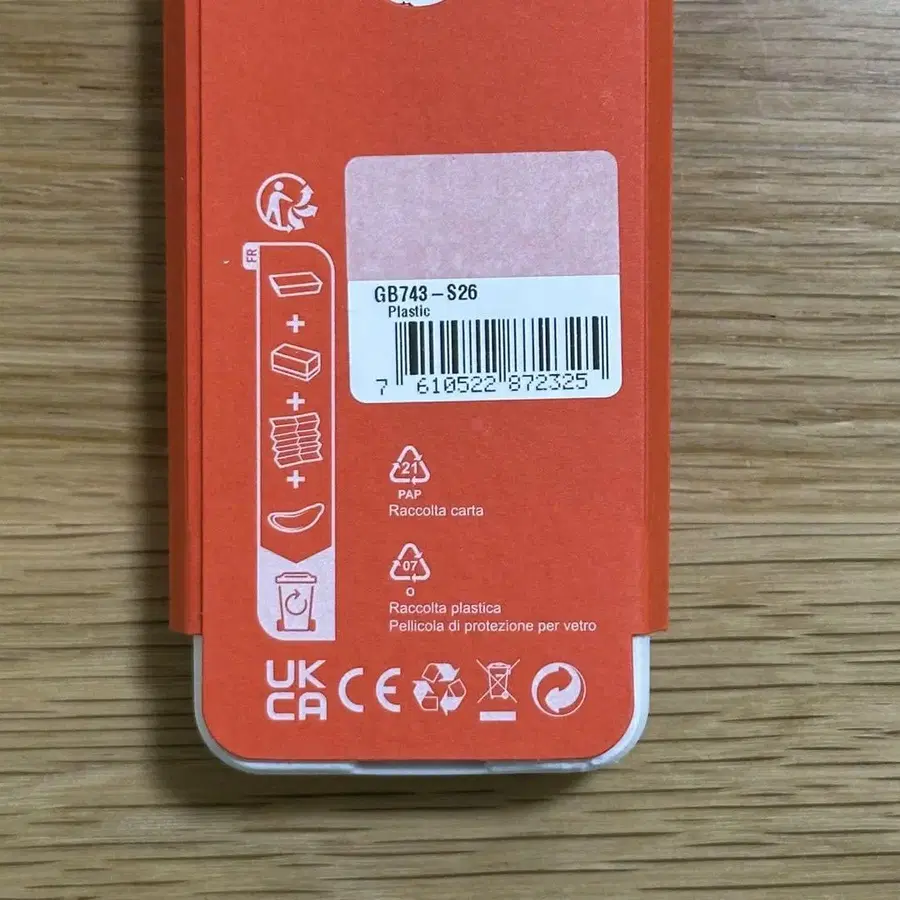 FR
GB743-S26
Plastic
7 610522 872325
21
PAP
Raccolta carta
07
O
Raccolta plastica
Pellicola di protezione per vetro
UK
CA
CE